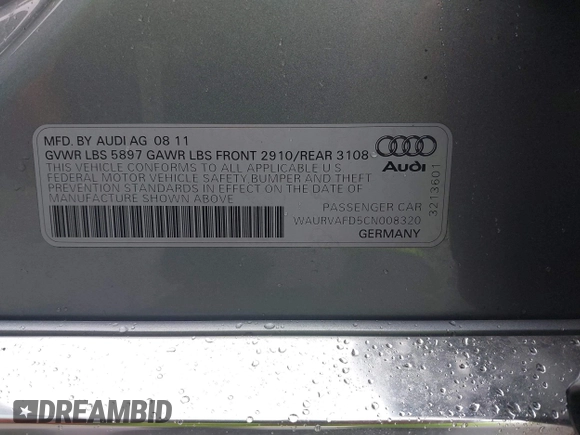 MFD. BY AUDI AG 08 11
GVWR LBS 5897 GAWR LBS FRONT 2910/REAR 3108
THIS VEHICLE CONFORMS TO ALL APPLICABLE U S
FEDERAL MOTOR VEHICLE SAFETY, BUMPER AND THEFT
PREVENTION STANDARDS IN EFFECT ON THE DATE OF
MANUFACTURE SHOWN ABOVE
Audi
3213601
PASSENGER CAR
WAURVAFD5CN008320
GERMANY
DREAMBID